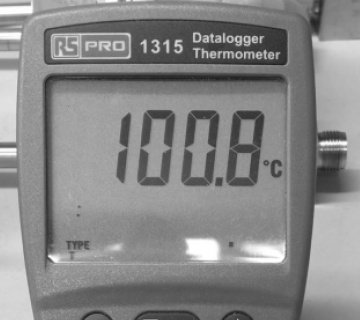 RS PRO 1315 Datalogger
Thermometer
100.8 °C
TYPE
T